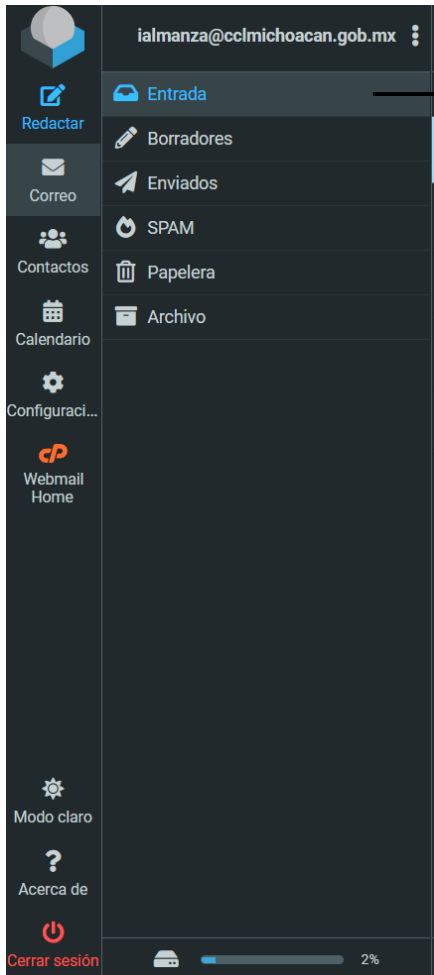 ialmanza@cclmichoacan.gob.mx
Redactar
Correo
Contactos
Calendario
Configuraci...
cP
Webmail
Home
Modo claro
Acerca de
Cerrar sesión
Entrada
Borradores
Enviados
SPAM
Papelera
Archivo
2%